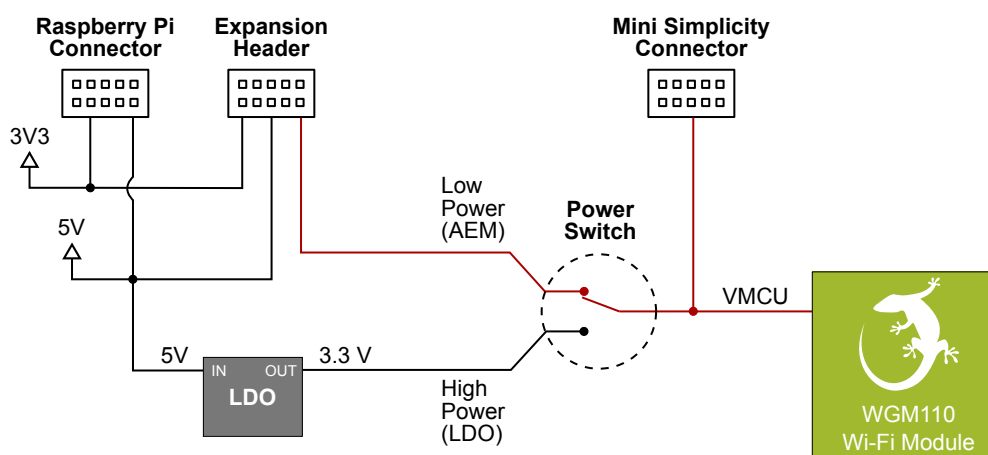 Raspberry Pi
Connector
Expansion
Header
Mini Simplicity
Connector
3V3
Low
Power
(AEM)
Power
Switch
5V
VMCU
5V
IN
OUT
LDO
3.3 V
High
Power
(LDO)
WGM110
Wi-Fi Module